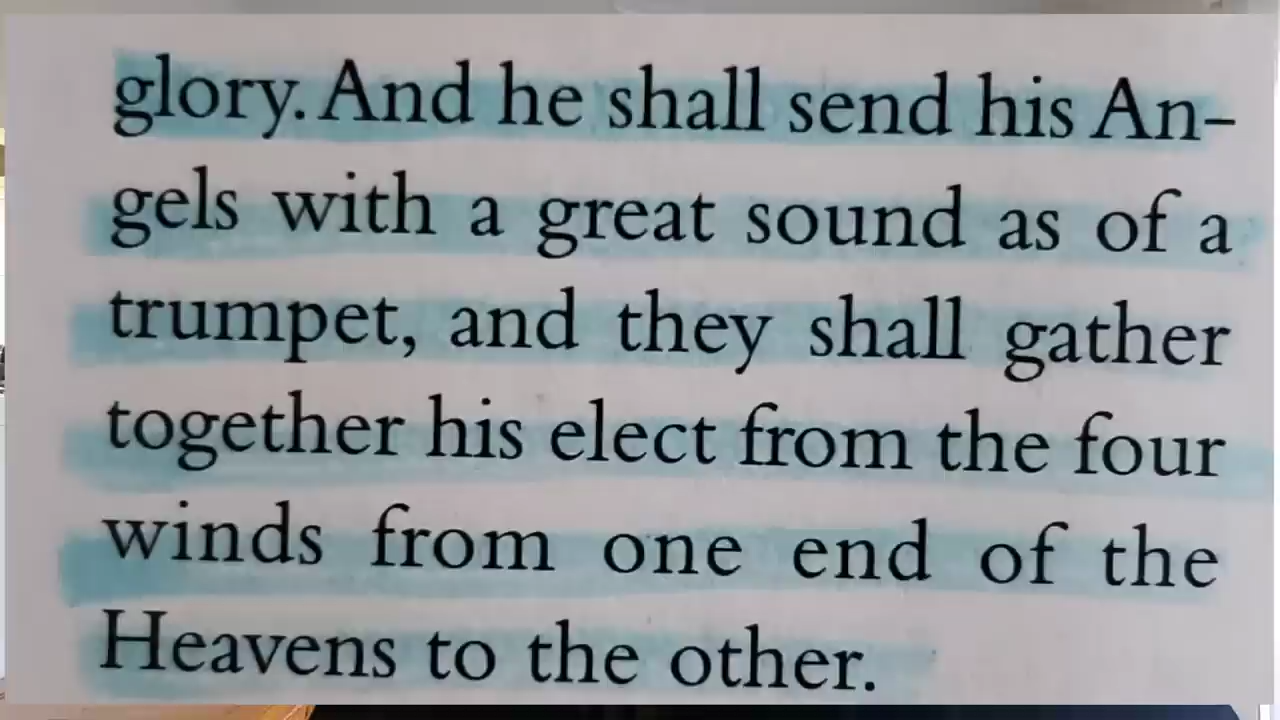 glory. And he shall send his An-
gels with a great sound as of a
trumpet, and they shall gather
together his elect from the four
winds from one end of the
Heavens to the other.